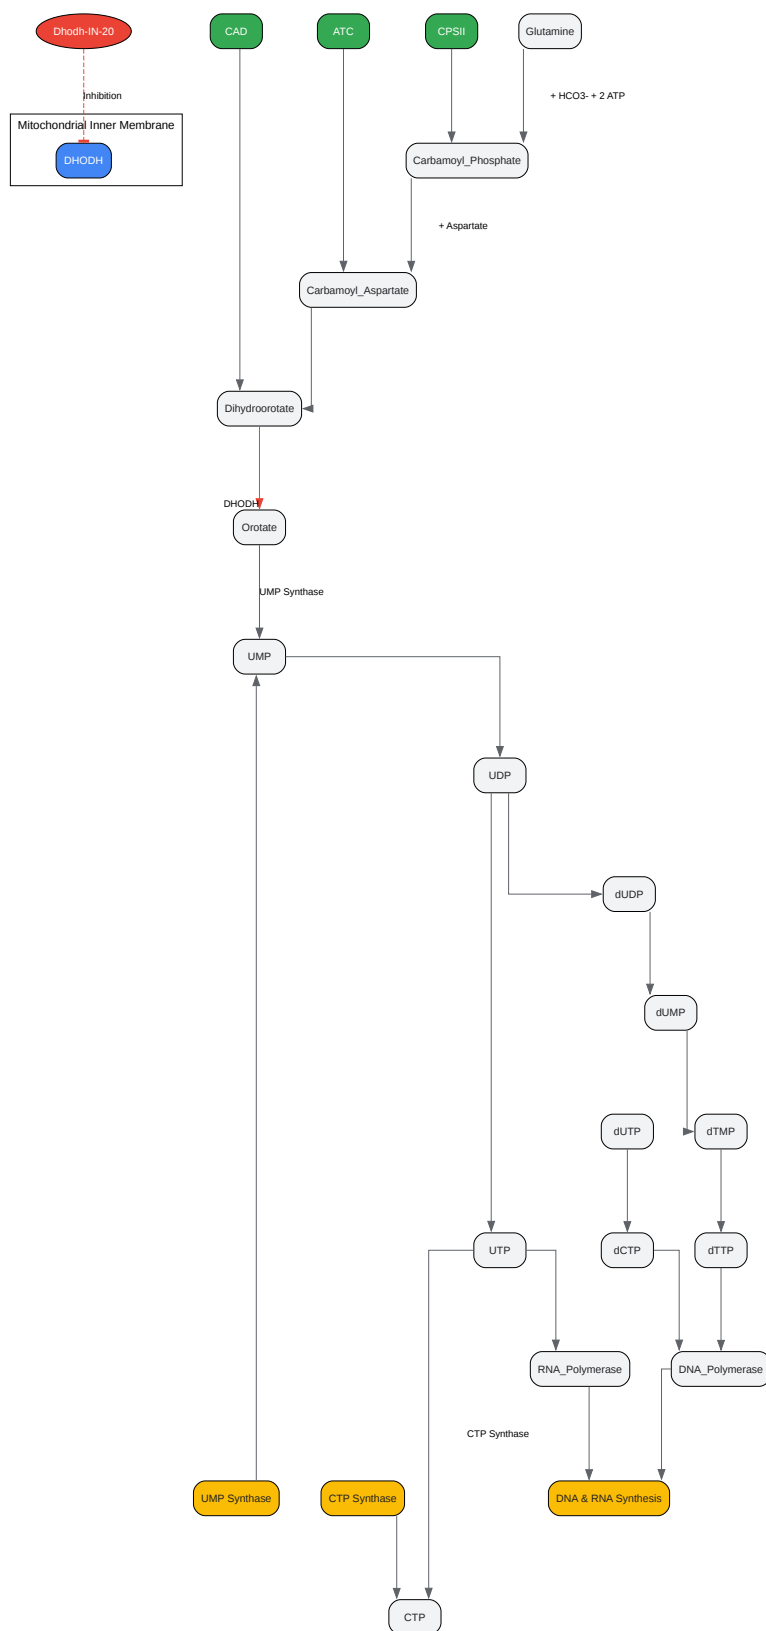 Dhodh-IN-20
CAD
ATC
CPSII
Glutamine
Inhibition
+ HCO3- + 2 ATP
Mitochondrial Inner Membrane
DHODH
Carbamoyl_Phosphate
+ Aspartate
Carbamoyl_Aspartate
Dihydroorotate
DHODH
Orotate
UMP Synthase
UMP
UDP
dUDP
dUMP
dUTP
dTMP
UTP
dCTP
dTTP
RNA_Polymerase
DNA_Polymerase
CTP Synthase
UMP Synthase
CTP Synthase
DNA & RNA Synthesis
CTP